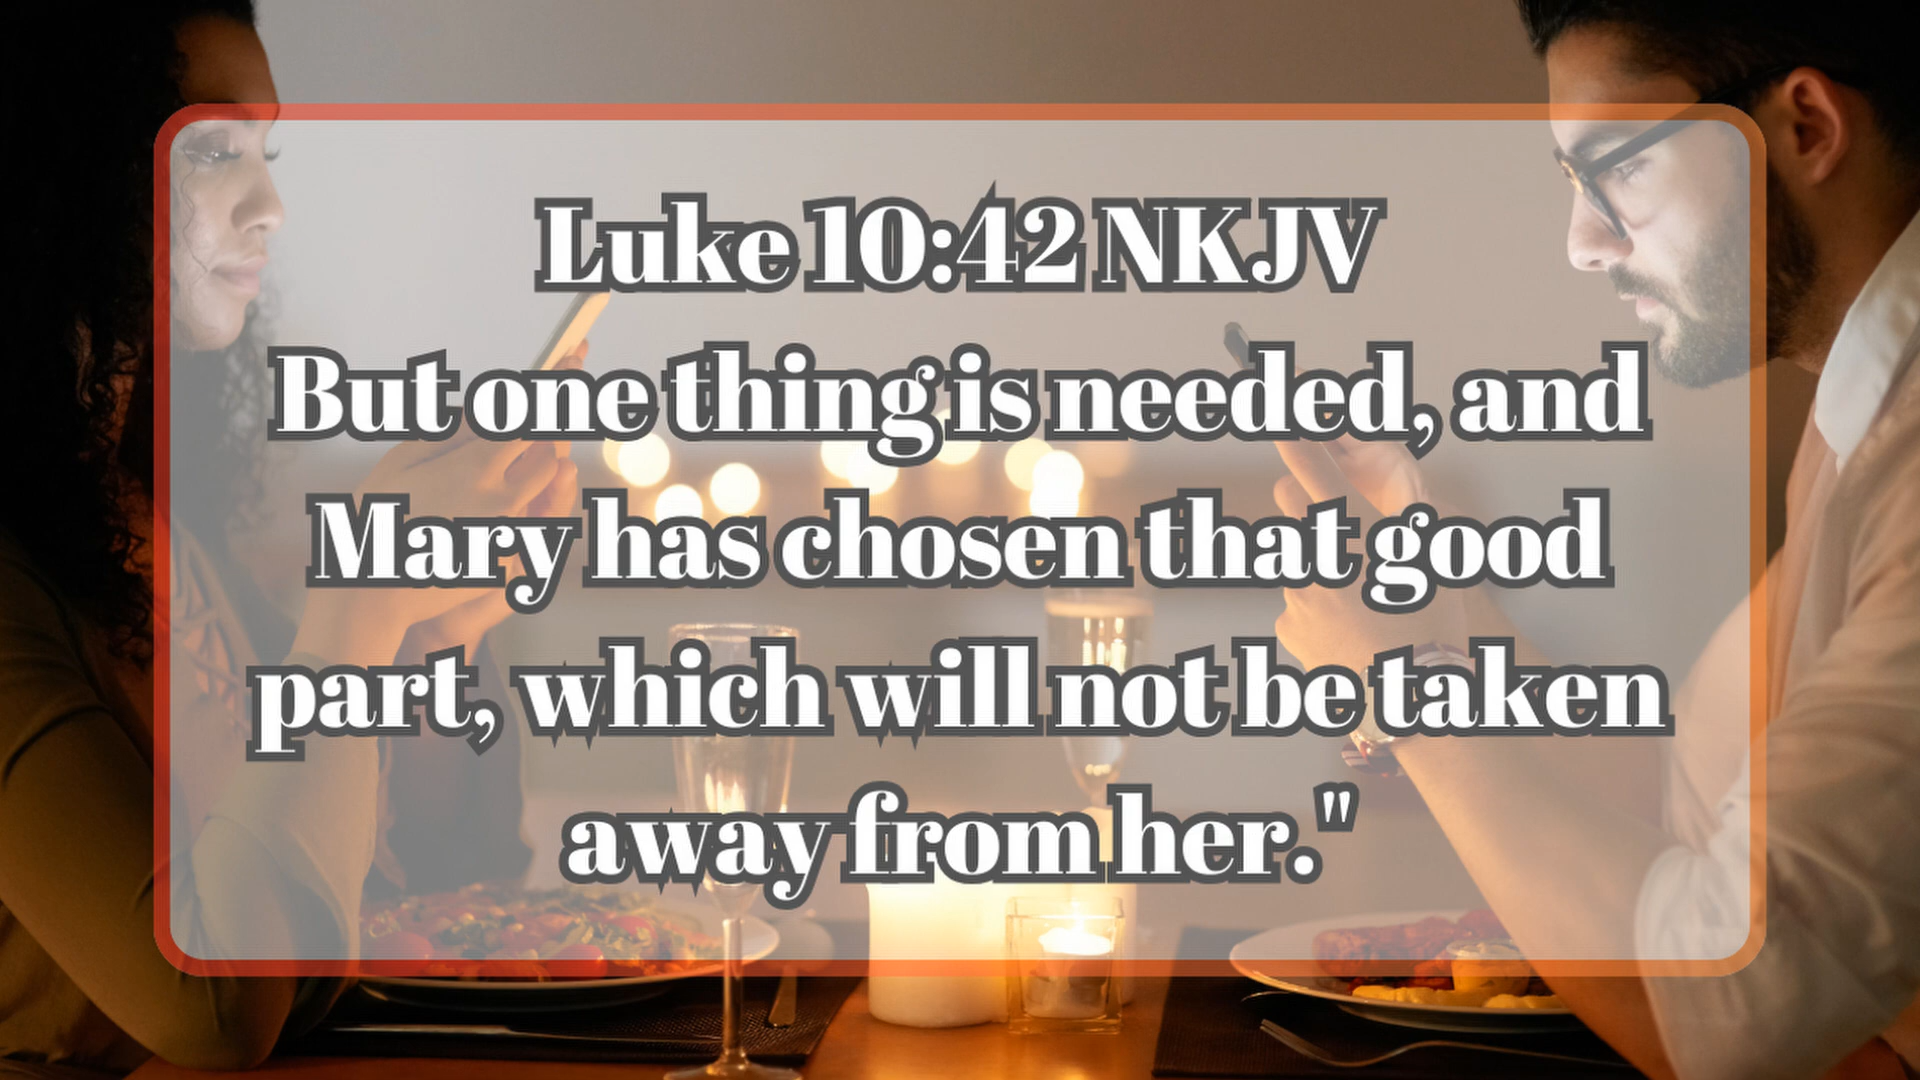 Luke 10:42 NKJV
But one thing is needed, and
Mary has chosen that good
part, which will not be taken
away from her."